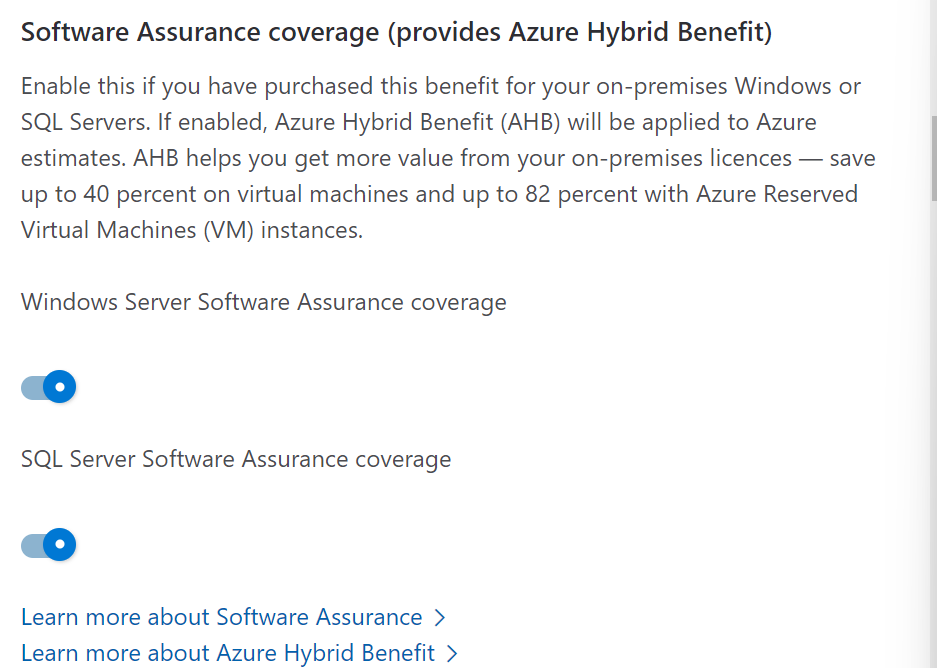 Software Assurance coverage (provides Azure Hybrid Benefit)
Enable this if you have purchased this benefit for your on-premises Windows or
SQL Servers. If enabled, Azure Hybrid Benefit (AHB) will be applied to Azure
estimates. AHB helps you get more value from your on-premises licences — save
up to 40 percent on virtual machines and up to 82 percent with Azure Reserved
Virtual Machines (VM) instances.
Windows Server Software Assurance coverage
SQL Server Software Assurance coverage
Learn more about Software Assurance
Learn more about Azure Hybrid Benefit